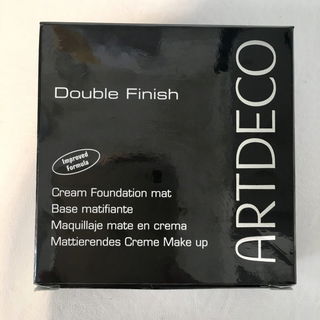 Double Finish
Improved
formula
Cream Foundation mat
Base matifiante
Maquillaje mate en crema
Mattierendes Creme Make up
ARTDECO